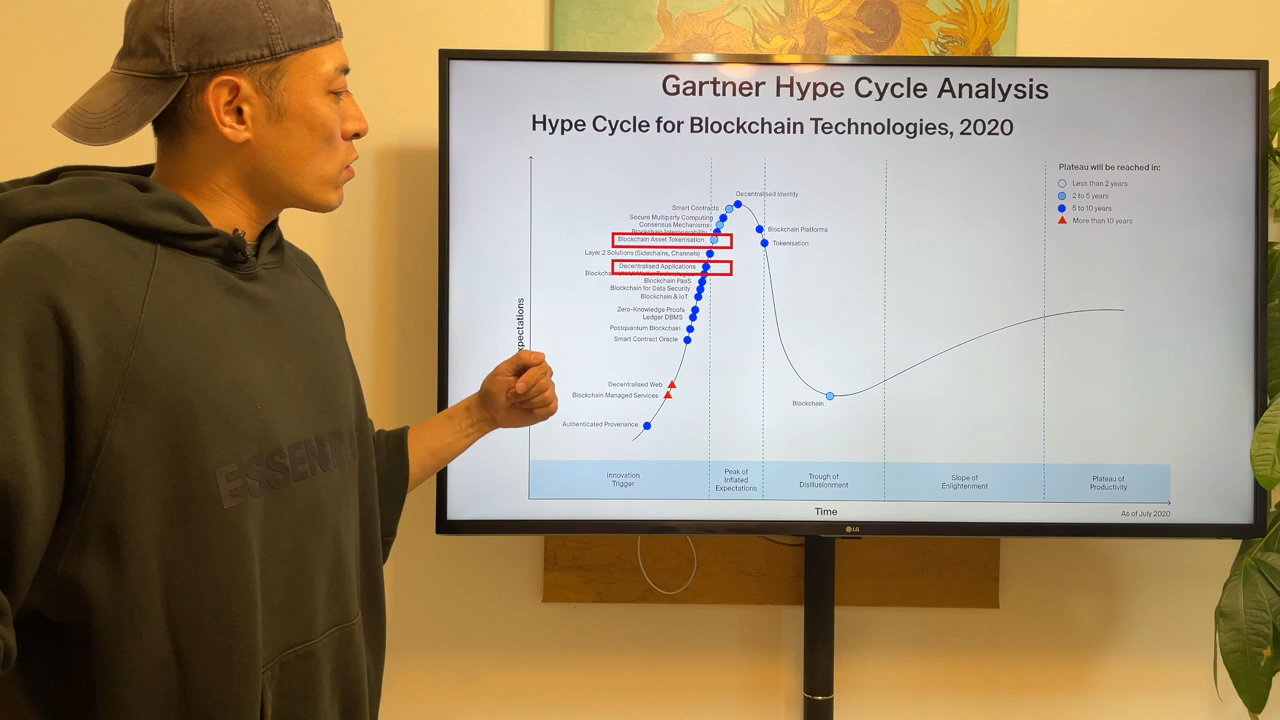 Gartner Hype Cycle Analysis
Hype Cycle for Blockchain Technologies, 2020
Plateau will be reached in:
Less than 2 years
2 to 5 years
5 to 10 years
More than 10 years
Decentralised Identity
Smart Contracts
Secure Multiparty Computing
Consensus Mechanisms
Blockchain Interoperability
Blockchain Platforms
Blockchain Asset Tokenisation
Tokenisation
Layer 2 Solutions (Sidechains, Channels)
Decentralised Applications
Blockchain PaaS
Blockchain for Data Security
Blockchain & IoT
Zero-Knowledge Proofs
Ledger DBMS
Postquantum Blockchain
Smart Contract Oracle
Decentralised Web
Blockchain Managed Services
Blockchain
Authenticated Provenance
Innovation
Trigger
Peak of
Inflated
Expectations
Trough of
Disillusionment
Slope of
Enlightenment
Plateau of
Productivity
Time
As of July 2020
LG